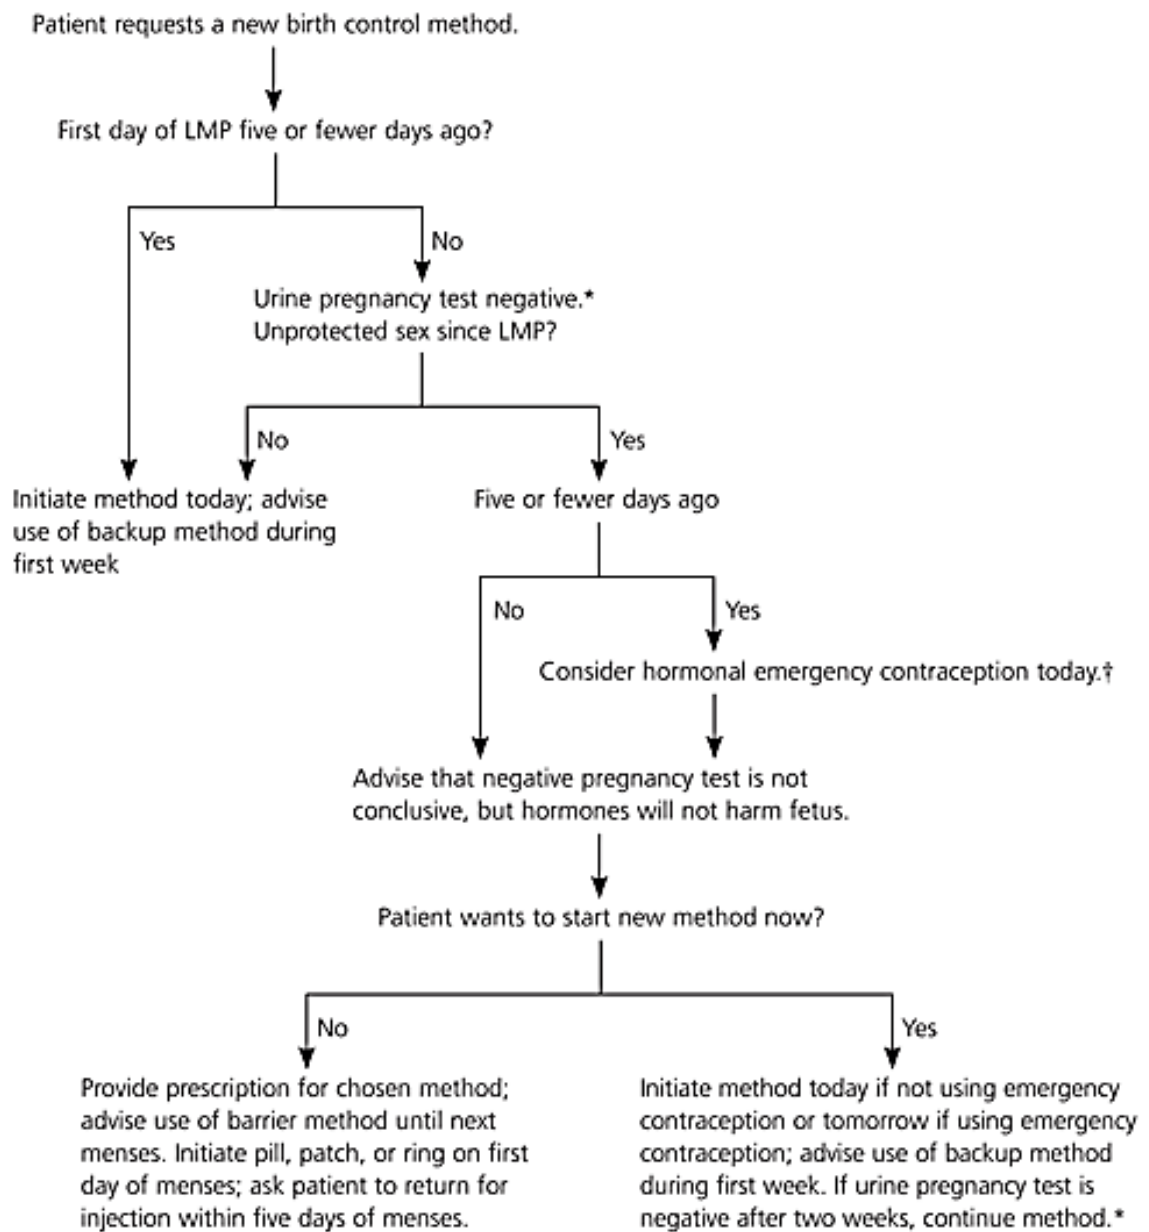 Patient requests a new birth control method.
First day of LMP five or fewer days ago?
Yes
No
Urine pregnancy test negative.*
Unprotected sex since LMP?
No
Yes
Initiate method today; advise
use of backup method during
first week
Five or fewer days ago
No
Yes
Consider hormonal emergency contraception today.†
Advise that negative pregnancy test is not
conclusive, but hormones will not harm fetus.
Patient wants to start new method now?
No
Yes
Provide prescription for chosen method;
advise use of barrier method until next
menses. Initiate pill, patch, or ring on first
day of menses; ask patient to return for
injection within five days of menses.
Initiate method today if not using emergency
contraception or tomorrow if using emergency
contraception; advise use of backup method
during first week. If urine pregnancy test is
negative after two weeks, continue method.*